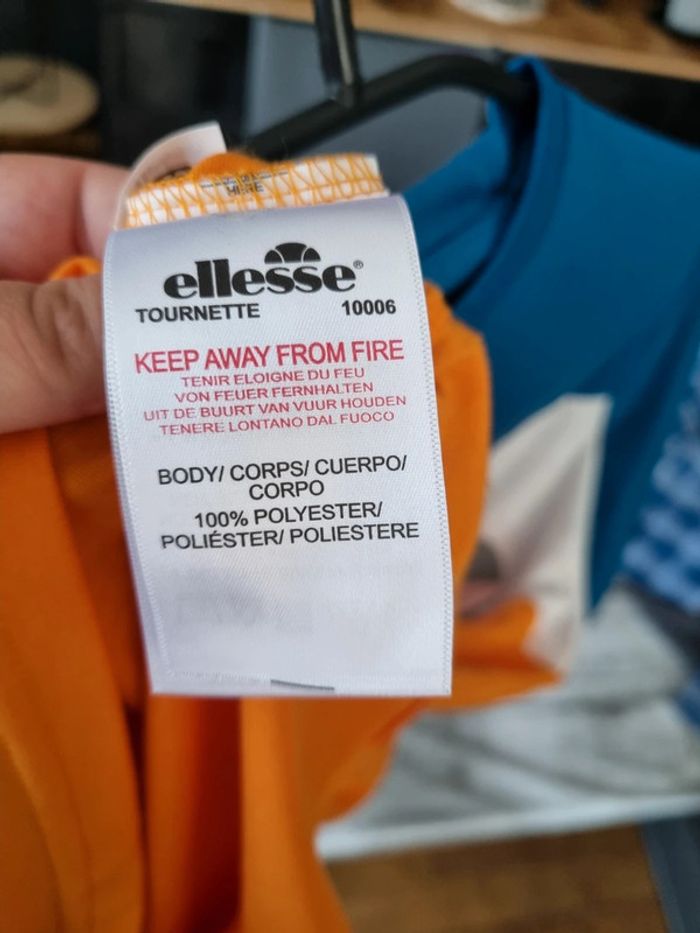 HERE
ellesse®
TOURNETTE 10006
KEEP AWAY FROM FIRE
TENIR ELOIGNE DU FEU
VON FEUER FERNHALTEN
UIT DE BUURT VAN VUUR HOUDEN
TENERE LONTANO DAL FUOCO
BODY/ CORPS/ CUERPO/
CORPO
100% POLYESTER/
POLIÉSTER/ POLIESTERE